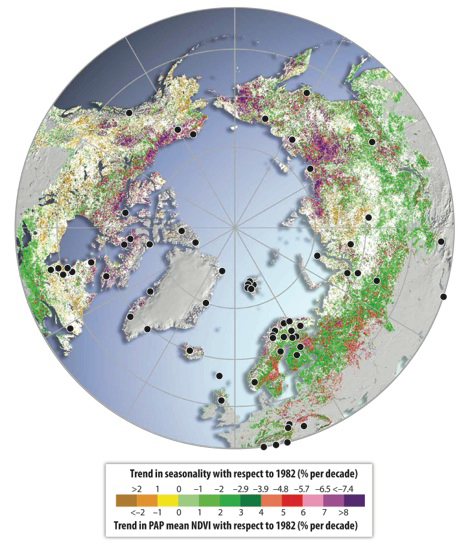 Trend in seasonality with respect to 1982 (% per decade)
>2 1 0 −1 −2 −2.9 −3.9 −4.8 −5.7 −6.5 <−7.4
<−2 −1 0 1 2 3 4 5 6 7 >8
Trend in PAP mean NDVI with respect to 1982 (% per decade)